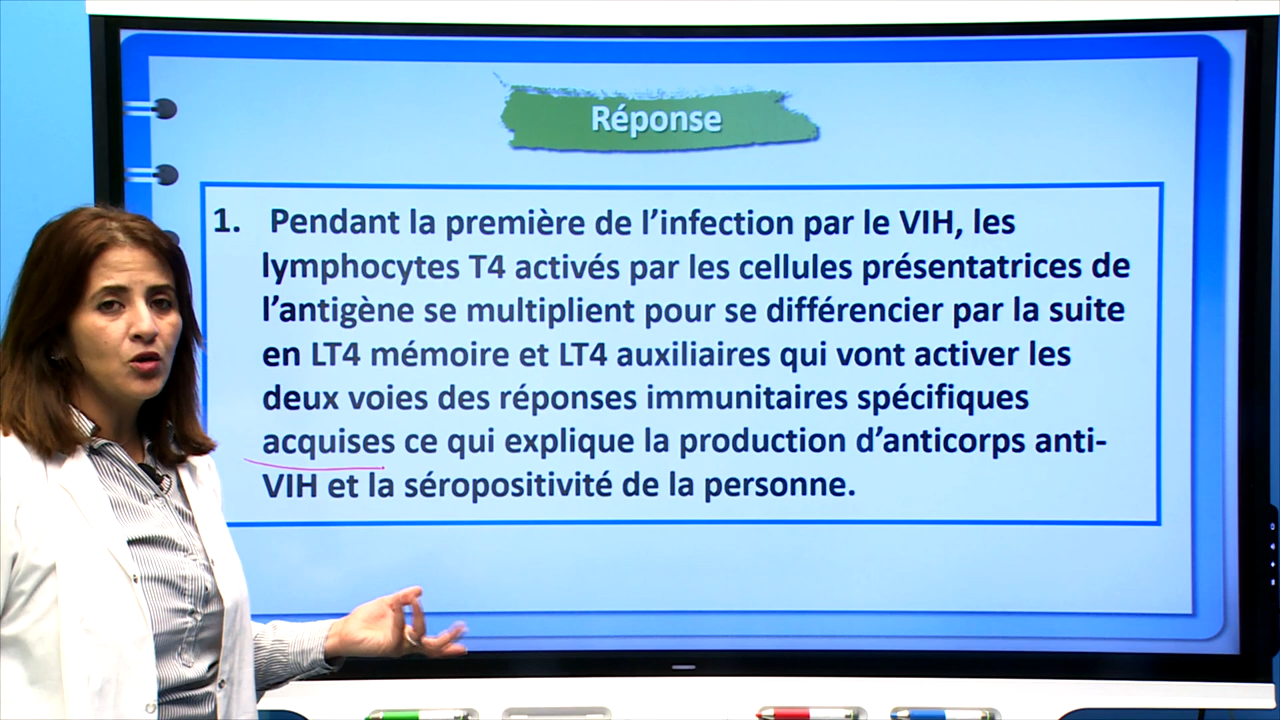 Réponse
1. Pendant la première de l’infection par le VIH, les
lymphocytes T4 activés par les cellules présentatrices de
l’antigène se multiplient pour se différencier par la suite
en LT4 mémoire et LT4 auxiliaires qui vont activer les
deux voies des réponses immunitaires spécifiques
acquises ce qui explique la production d’anticorps anti-
VIH et la séropositivité de la personne.